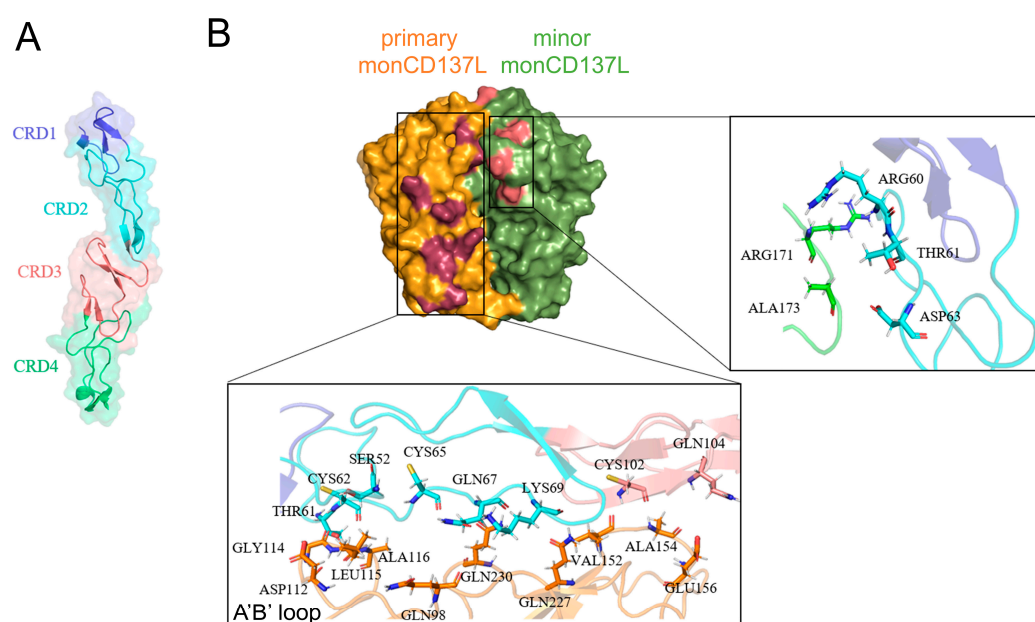 A
CRD1
CRD2
CRD3
CRD4
B
primary
monCD137L
minor
monCD137L
ARG60
ARG171
THR61
ALA173
ASP63
GLN104
CYS65
SER52
CYS102
CYS62
GLN67
LYS69
THR61
GLY114
ALA116
VAL152
ALA154
LEU115
GLN230
ASP112
GLU156
GLN98
GLN227
A'B' loop